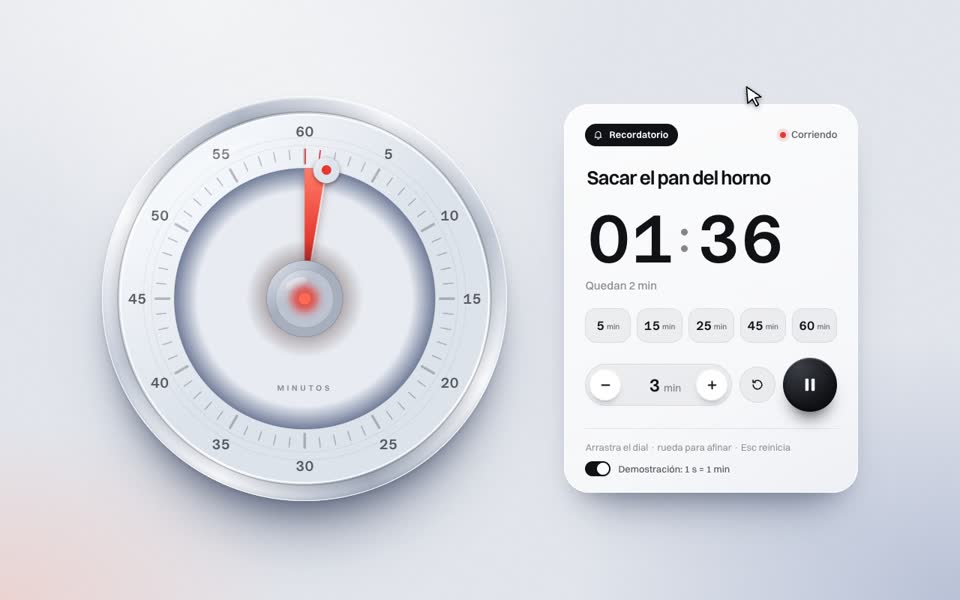 60
55
5
50
10
45
15
40
20
35
25
30
MINUTOS
Recordatorio
Corriendo
Sacar el pan del horno
01:36
Quedan 2 min
5 min 15 min 25 min 45 min 60 min
− 3 min +
Arrastra el dial · rueda para afinar · Esc reinicia
Demostración: 1 s = 1 min